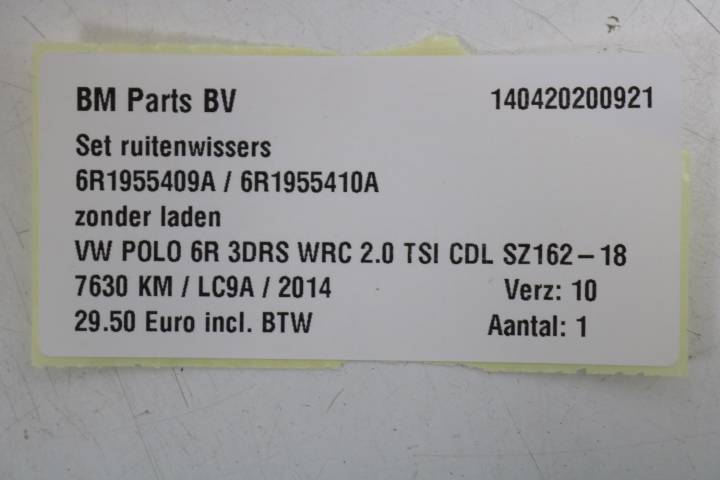 BM Parts BV 140420200921
Set ruitenwissers
6R1955409A / 6R1955410A
zonder laden
VW POLO 6R 3DRS WRC 2.0 TSI CDL SZ162–18
7630 KM / LC9A / 2014 Verz: 10
29.50 Euro incl. BTW Aantal: 1